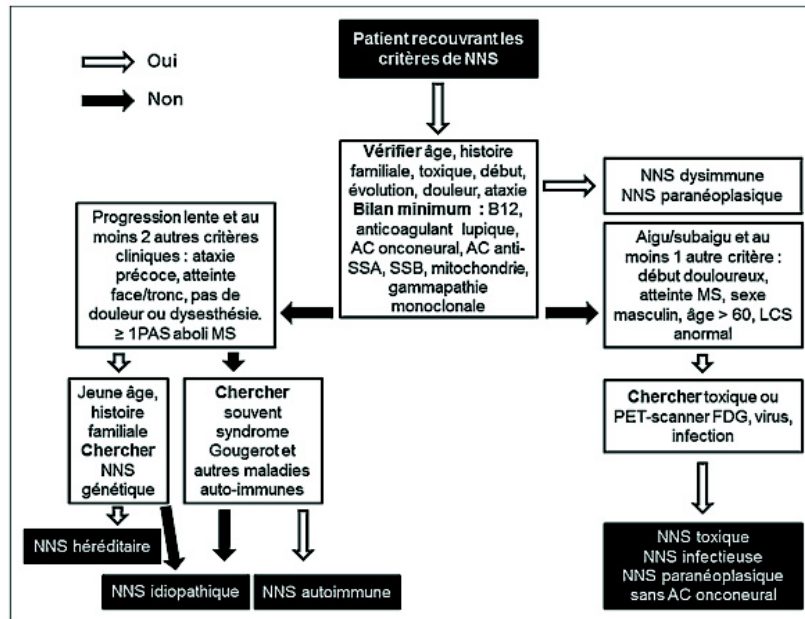 Patient recouvrant les
critères de NNS
Oui
Non
Vérifier âge, histoire
familiale, toxique, début,
évolution, douleur, ataxie
Bilan minimum : B12,
anticoagulant lupique,
AC onconeural, AC anti-
SSA, SSB, mitochondrie,
gammapathie
monoclonale
NNS dysimmune
NNS paranéoplasique
Progression lente et au
moins 2 autres critères
cliniques : ataxie
précoce, atteinte
face/tronc, pas de
douleur ou dysesthésie.
≥ 1PAS aboli MS
Aigu/subaigu et au
moins 1 autre critère :
début douloureux,
atteinte MS, sexe
masculin, âge > 60, LCS
anormal
Jeune âge,
histoire
familiale
Chercher
NNS
génétique
Chercher
souvent
syndrome
Gougerot et
autres maladies
auto-immunes
Chercher toxique ou
PET-scanner FDG, virus,
infection
NNS héréditaire
NNS idiopathique
NNS autoimmune
NNS toxique
NNS infectieuse
NNS paranéoplasique
sans AC onconeural